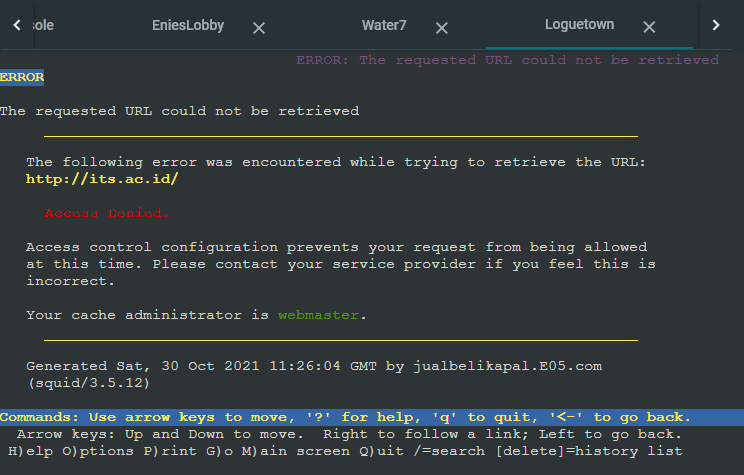 sole EniesLobby Water7 Loguetown
ERROR: The requested URL could not be retrieved
ERROR
The requested URL could not be retrieved
The following error was encountered while trying to retrieve the URL:
http://its.ac.id/
Access Denied.
Access control configuration prevents your request from being allowed
at this time. Please contact your service provider if you feel this is
incorrect.
Your cache administrator is webmaster.
Generated Sat, 30 Oct 2021 11:26:04 GMT by jualbelikapal.E05.com
(squid/3.5.12)
Commands: Use arrow keys to move, '?' for help, 'q' to quit, '<-' to go back.
Arrow keys: Up and Down to move. Right to follow a link; Left to go back.
H)elp O)ptions P)rint G)o M)ain screen Q)uit /=search [delete]=history list